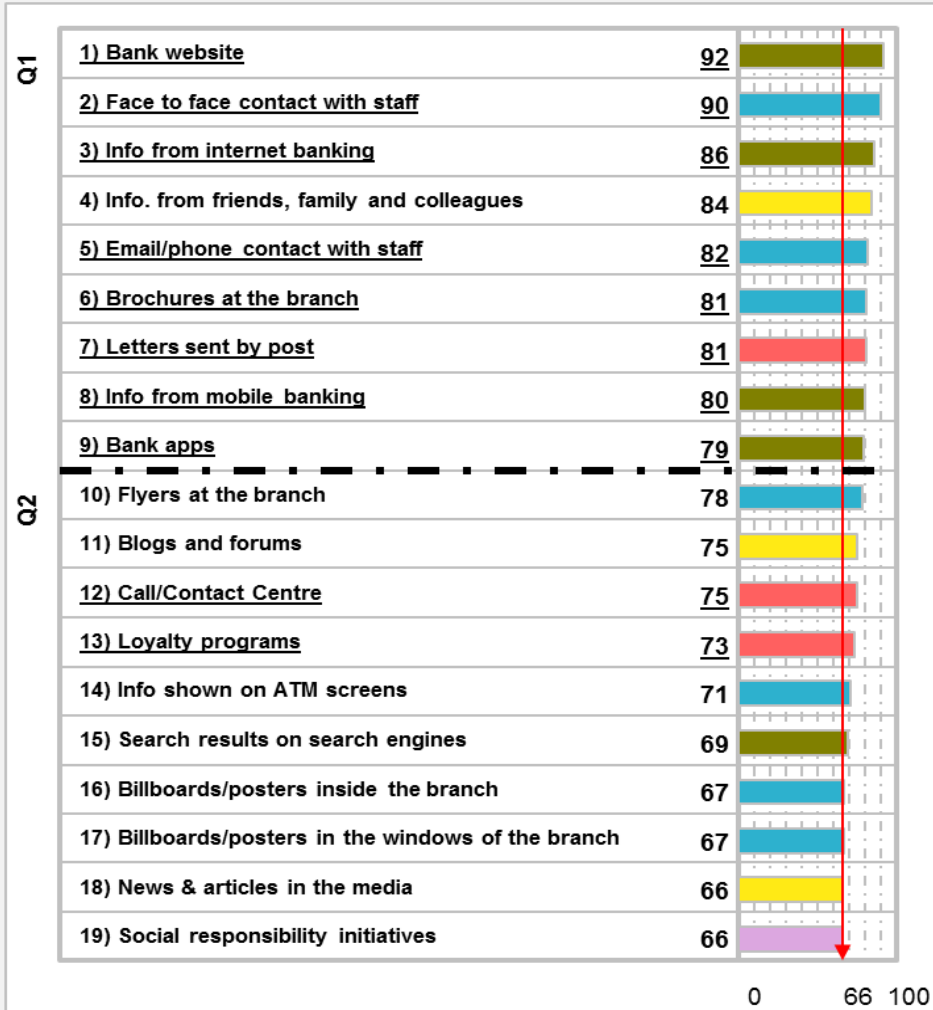 Q1
1) Bank website 92
2) Face to face contact with staff 90
3) Info from internet banking 86
4) Info. from friends, family and colleagues 84
5) Email/phone contact with staff 82
6) Brochures at the branch 81
7) Letters sent by post 81
8) Info from mobile banking 80
9) Bank apps 79
Q2
10) Flyers at the branch 78
11) Blogs and forums 75
12) Call/Contact Centre 75
13) Loyalty programs 73
14) Info shown on ATM screens 71
15) Search results on search engines 69
16) Billboards/posters inside the branch 67
17) Billboards/posters in the windows of the branch 67
18) News & articles in the media 66
19) Social responsibility initiatives 66
0 66 100